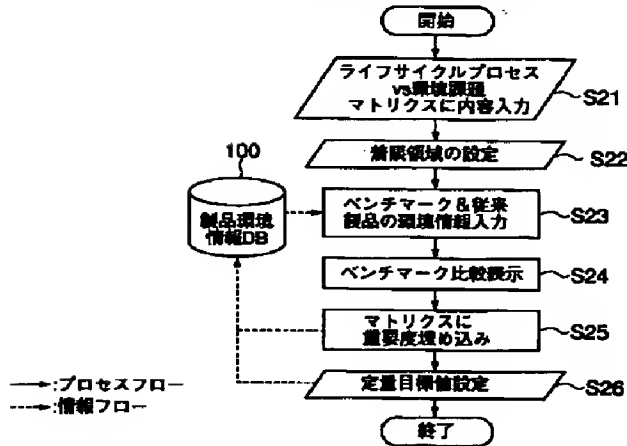 開始
ライフサイクルプロセス
vs環境課題
マトリクスに内容入力
S21
着眼領域の設定
S22
100
製品環境
情報DB
ベンチマーク&従来
製品の環境情報入力
S23
ベンチマーク比較提示
S24
マトリクスに
重要度埋め込み
S25
定量目標値設定
S26
:プロセスフロー
:情報フロー
終了